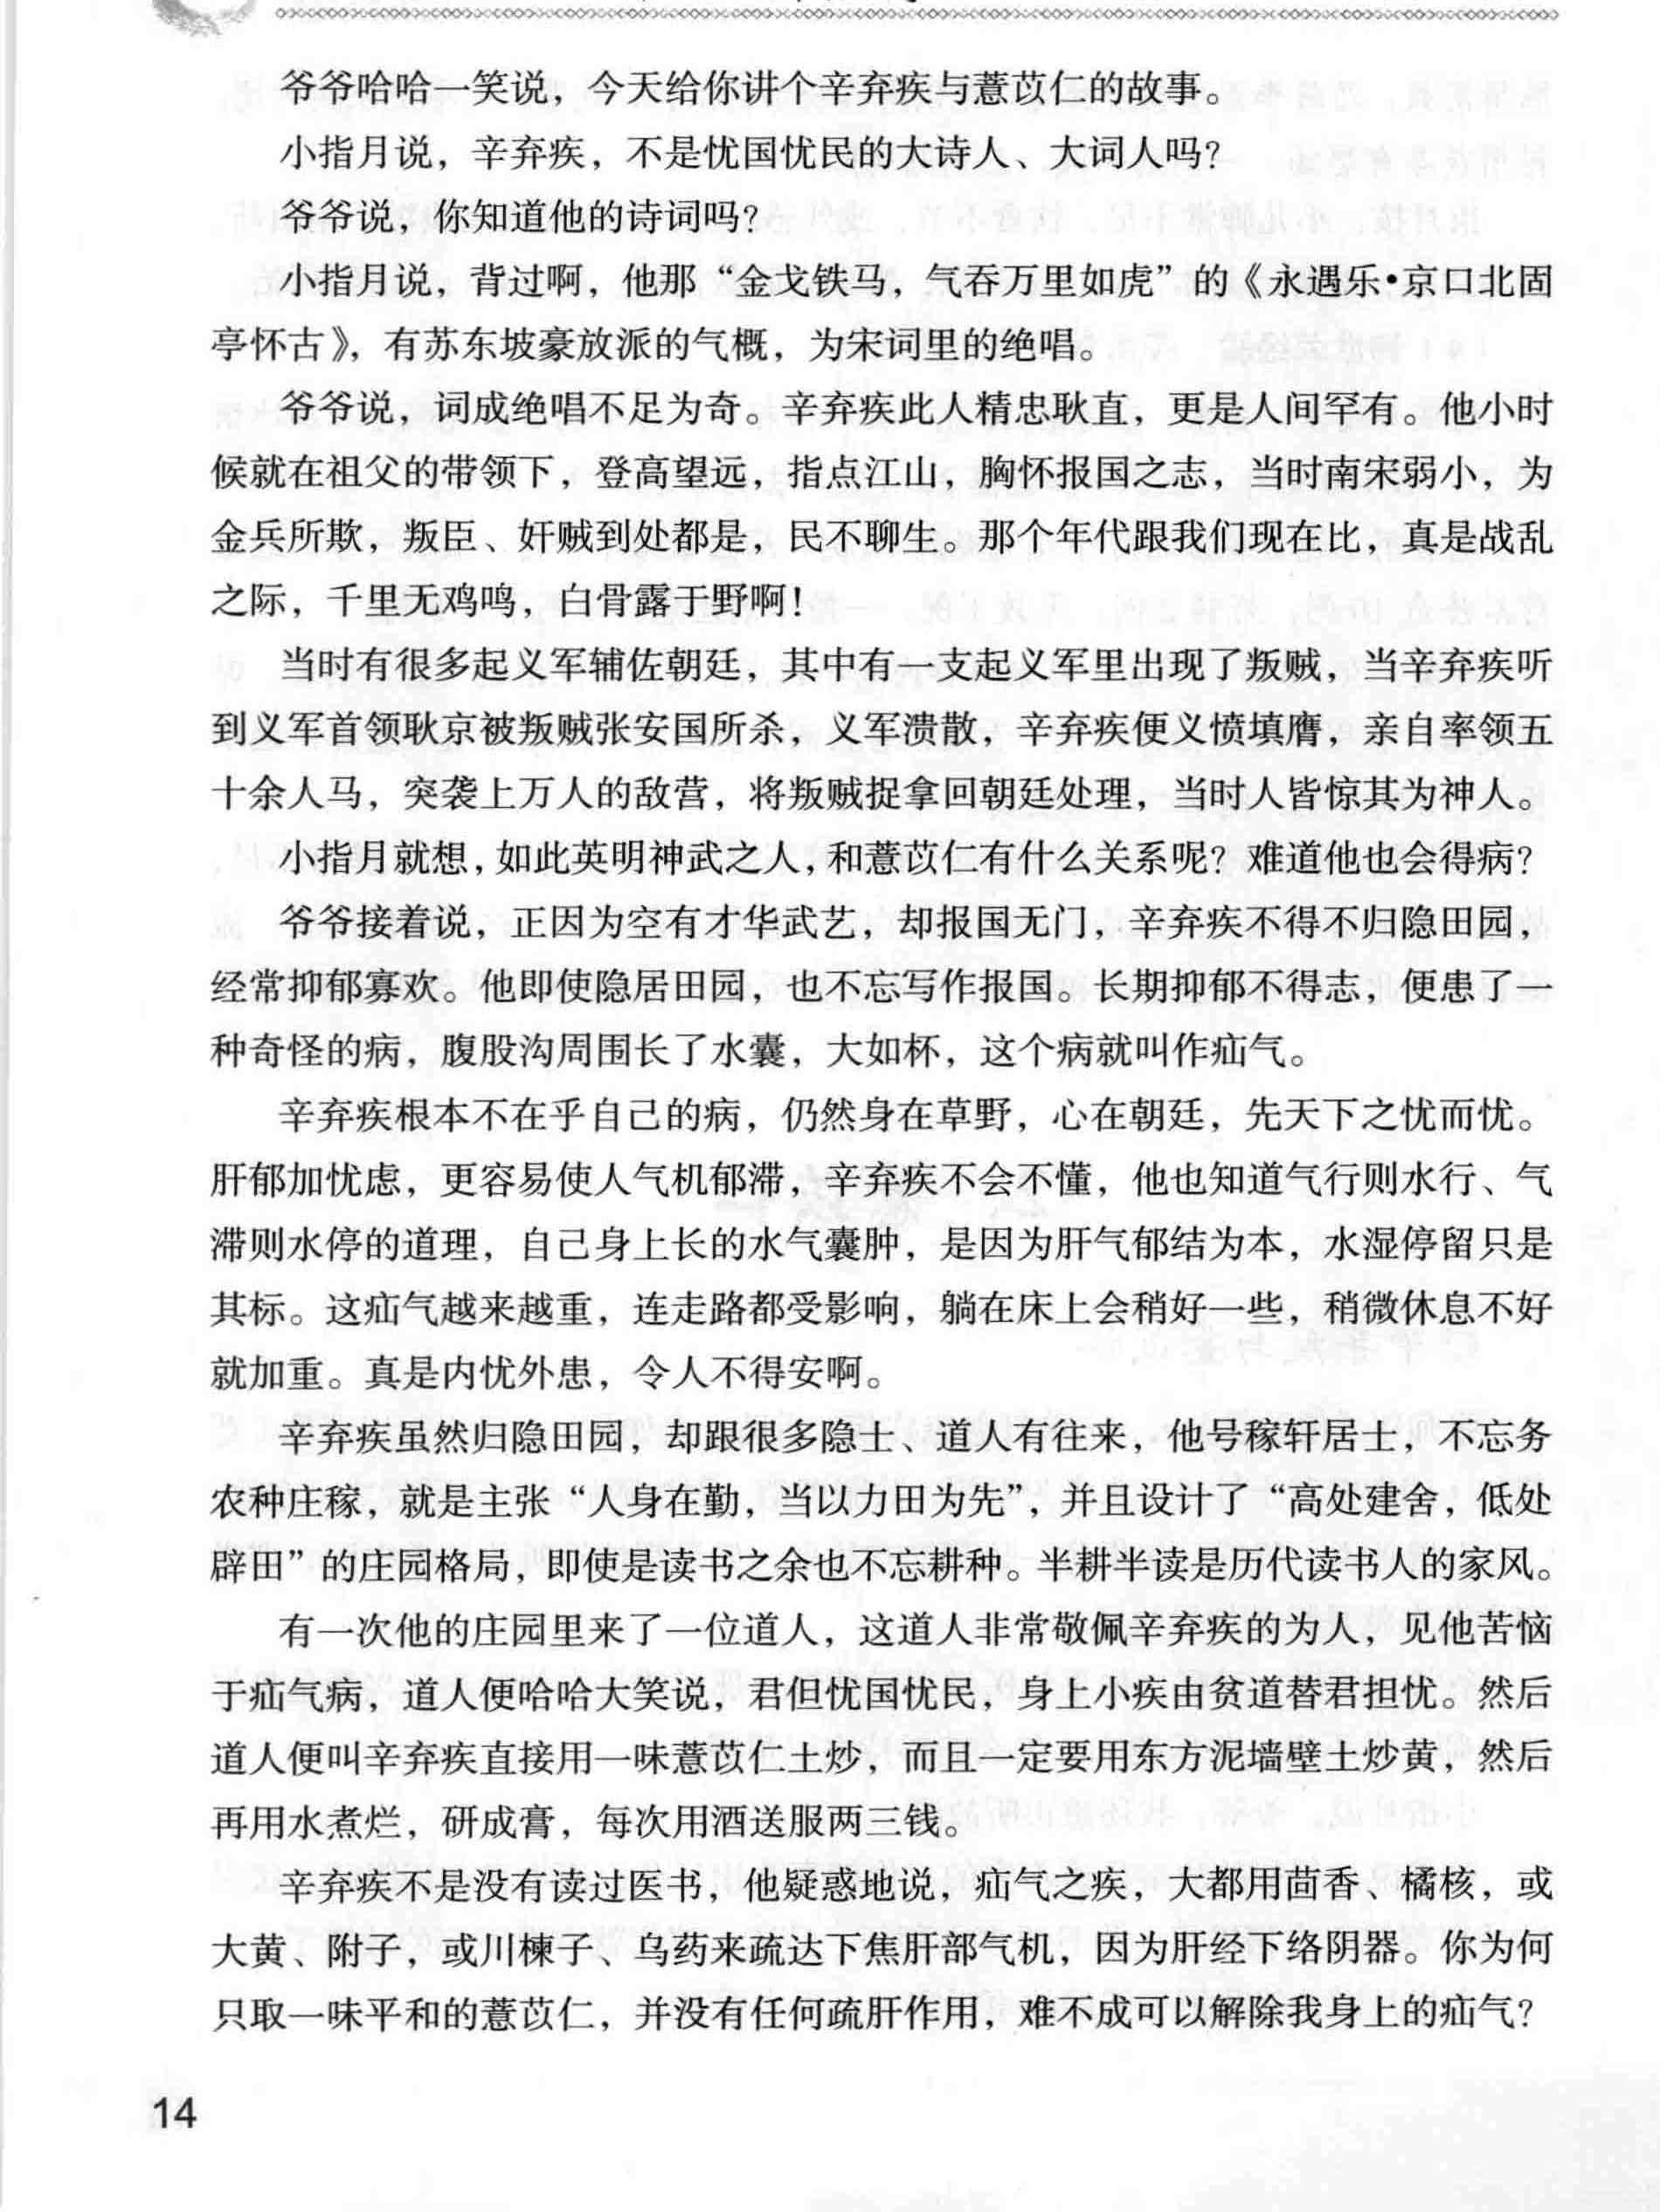 爷爷哈哈一笑说，今天给你讲个辛弃疾与薏苡仁的故事。
小指月说，辛弃疾，不是忧国忧民的大诗人、大词人吗？
爷爷说，你知道他的诗词吗？
小指月说，背过啊，他那“金戈铁马，气吞万里如虎”的《永遇乐•京口北固
亭怀古》，有苏东坡豪放派的气概，为宋词里的绝唱。
爷爷说，词成绝唱不足为奇。辛弃疾此人精忠耿直，更是人间罕有。他小时
候就在祖父的带领下，登高望远，指点江山，胸怀报国之志，当时南宋弱小，为
金兵所欺，叛臣、奸贼到处都是，民不聊生。那个年代跟我们现在比，真是战乱
之际，千里无鸡鸣，白骨露于野啊！
当时有很多起义军辅佐朝廷，其中有一支起义军里出现了叛贼，当辛弃疾听
到义军首领耿京被叛贼张安国所杀，义军溃散，辛弃疾便义愤填膺，亲自率领五
十余人马，突袭上万人的敌营，将叛贼捉拿回朝廷处理，当时人皆惊其为神人。
小指月就想，如此英明神武之人，和薏苡仁有什么关系呢？难道他也会得病？
爷爷接着说，正因为空有才华武艺，却报国无门，辛弃疾不得不归隐田园，
经常抑郁寡欢。他即使隐居田园，也不忘写作报国。长期抑郁不得志，便患了一
种奇怪的病，腹股沟周围长了水囊，大如杯，这个病就叫作疝气。
辛弃疾根本不在乎自己的病，仍然身在草野，心在朝廷，先天下之忧而忧。
肝郁加忧虑，更容易使人气机郁滞，辛弃疾不会不懂，他也知道气行则水行、气
滞则水停的道理，自己身上长的水气囊肿，是因为肝气郁结为本，水湿停留只是
其标。这疝气越来越重，连走路都受影响，躺在床上会稍好一些，稍微休息不好
就加重。真是内忧外患，令人不得安啊。
辛弃疾虽然归隐田园，却跟很多隐士、道人有往来，他号稼轩居士，不忘务
农种庄稼，就是主张“人身在勤，当以力田为先”，并且设计了“高处建舍，低处
辟田”的庄园格局，即使是读书之余也不忘耕种。半耕半读是历代读书人的家风。
有一次他的庄园里来了一位道人，这道人非常敬佩辛弃疾的为人，见他苦恼
于疝气病，道人便哈哈大笑说，君但忧国忧民，身上小疾由贫道替君担忧。然后
道人便叫辛弃疾直接用一味薏苡仁土炒，而且一定要用东方泥墙壁土炒黄，然后
再用水煮烂，研成膏，每次用酒送服两三钱。
辛弃疾不是没有读过医书，他疑惑地说，疝气之疾，大都用茴香、橘核，或
大黄、附子，或川楝子、乌药来疏达下焦肝部气机，因为肝经下络阴器。你为何
只取一味平和的薏苡仁，并没有任何疏肝作用，难不成可以解除我身上的疝气？
14